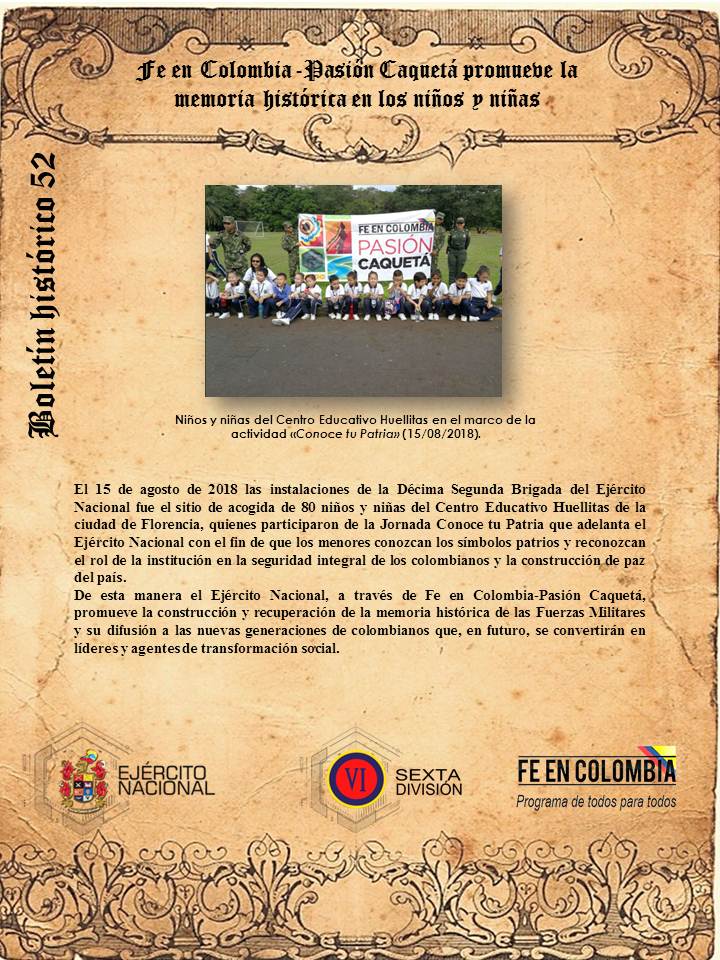 Fe en Colombia -Pasión Caquetá promueve la
memoria histórica en los niños y niñas
Boletín histórico 52
FE EN COLOMBIA
PASIÓN
CAQUETÁ
Niños y niñas del Centro Educativo Huellitas en el marco de la
actividad «Conoce tu Patria» (15/08/2018).
El 15 de agosto de 2018 las instalaciones de la Décima Segunda Brigada del Ejército
Nacional fue el sitio de acogida de 80 niños y niñas del Centro Educativo Huellitas de la
ciudad de Florencia, quienes participaron de la Jornada Conoce tu Patria que adelanta el
Ejército Nacional con el fin de que los menores conozcan los símbolos patrios y reconozcan
el rol de la institución en la seguridad integral de los colombianos y la construcción de paz
del país.
De esta manera el Ejército Nacional, a través de Fe en Colombia-Pasión Caquetá,
promueve la construcción y recuperación de la memoria histórica de las Fuerzas Militares
y su difusión a las nuevas generaciones de colombianos que, en futuro, se convertirán en
líderes y agentes de transformación social.
EJÉRCITO
NACIONAL
VI
SEXTA
DIVISIÓN
FE EN COLOMBIA
Programa de todos para todos